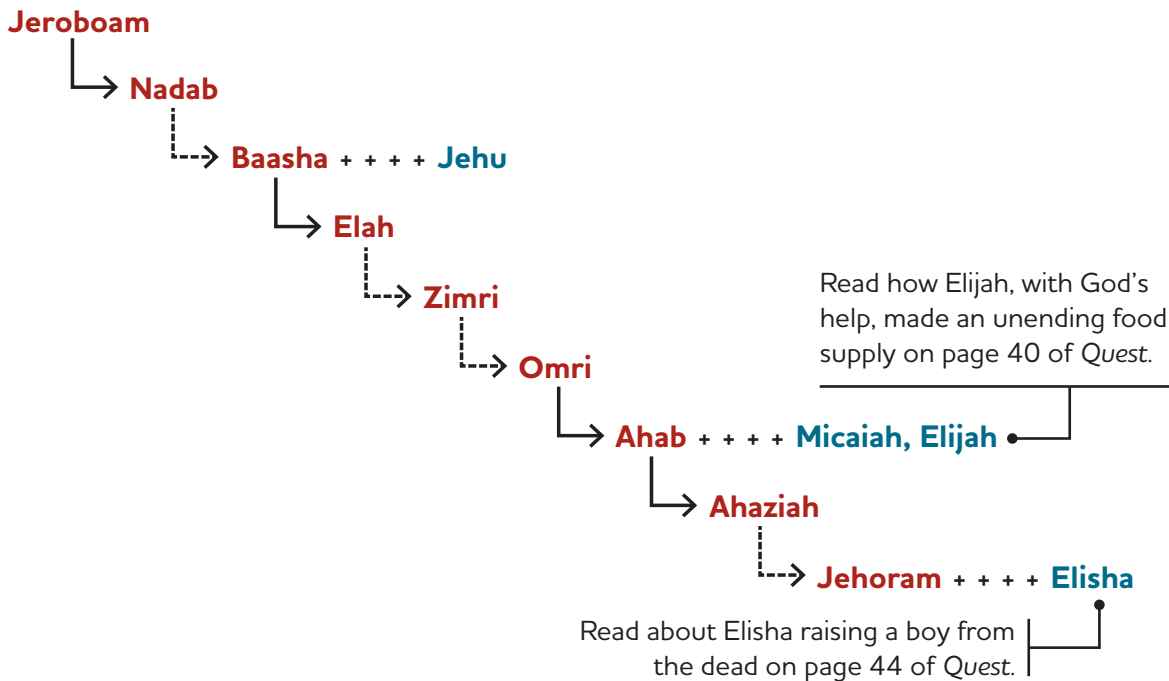 Jeroboam
Nadab
Baasha + + + + Jehu
Elah
Zimri
Read how Elijah, with God’s
help, made an unending food
supply on page 40 of Quest.
Omri
Ahab + + + + Micaiah, Elijah
Ahaziah
Jehoram + + + + Elisha
Read about Elisha raising a boy from
the dead on page 44 of Quest.